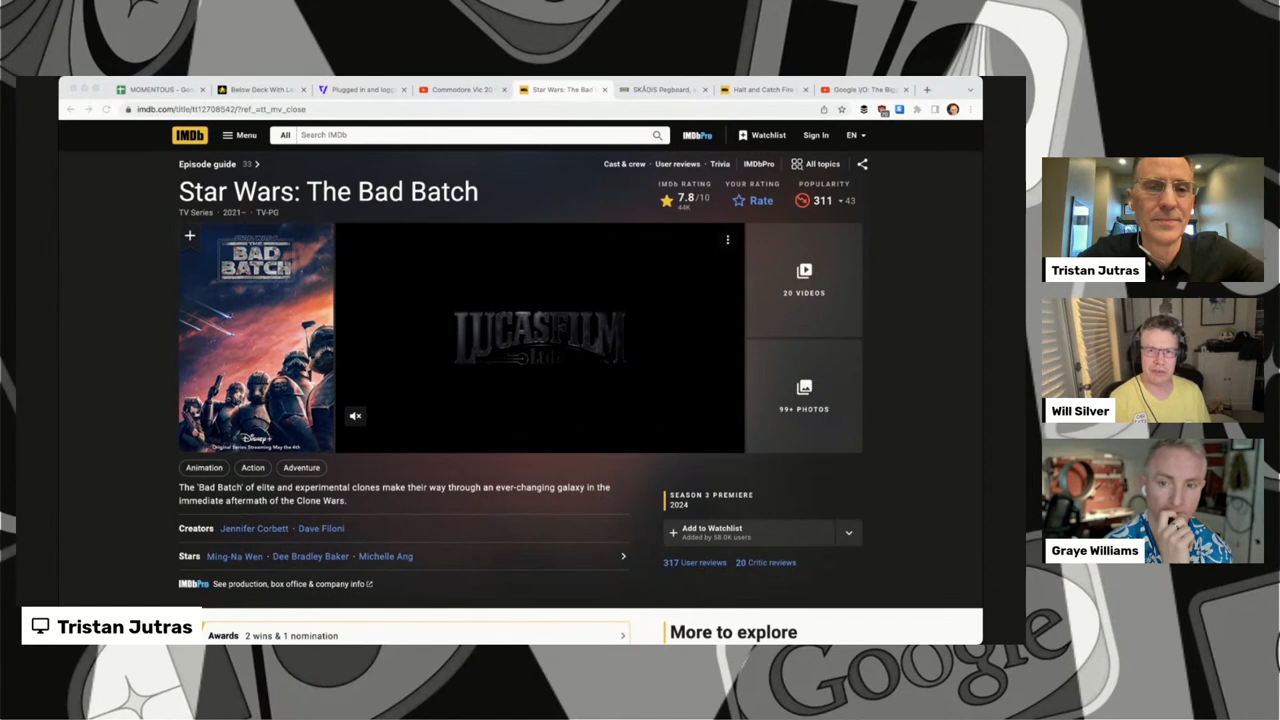 MOMENTOUS - Goo
Below Deck With Lo
Plugged in and logg
Commodore Vic 20
Star Wars: The Bad B
SKÅDIS Pegboard,
Halt and Catch Fire
Google I/O: The Big
imdb.com/title/tt12708542/?ref_=tt_mv_close
IMDb
Menu
All
Search IMDb
IMDbPro
Watchlist
Sign In
EN
Episode guide 33
Cast & crew · User reviews · Trivia
IMDbPro
All topics
Star Wars: The Bad Batch
TV Series · 2021– · TV-PG
IMDb RATING
7.8/10
44K
YOUR RATING
Rate
POPULARITY
311
43
STAR WARS
THE
BAD
BATCH
Disney+
Original Series Streaming May the 4th
LUCASFILM
20 VIDEOS
99+ PHOTOS
Animation
Action
Adventure
The 'Bad Batch' of elite and experimental clones make their way through an ever-changing galaxy in the
immediate aftermath of the Clone Wars.
Creators Jennifer Corbett · Dave Filoni
Stars Ming-Na Wen · Dee Bradley Baker · Michelle Ang
IMDbPro See production, box office & company info
SEASON 3 PREMIERE
2024
Add to Watchlist
Added by 58.0K users
317 User reviews 20 Critic reviews
Awards 2 wins & 1 nomination
More to explore
Tristan Jutras
Tristan Jutras
Will Silver
Graye Williams
Google